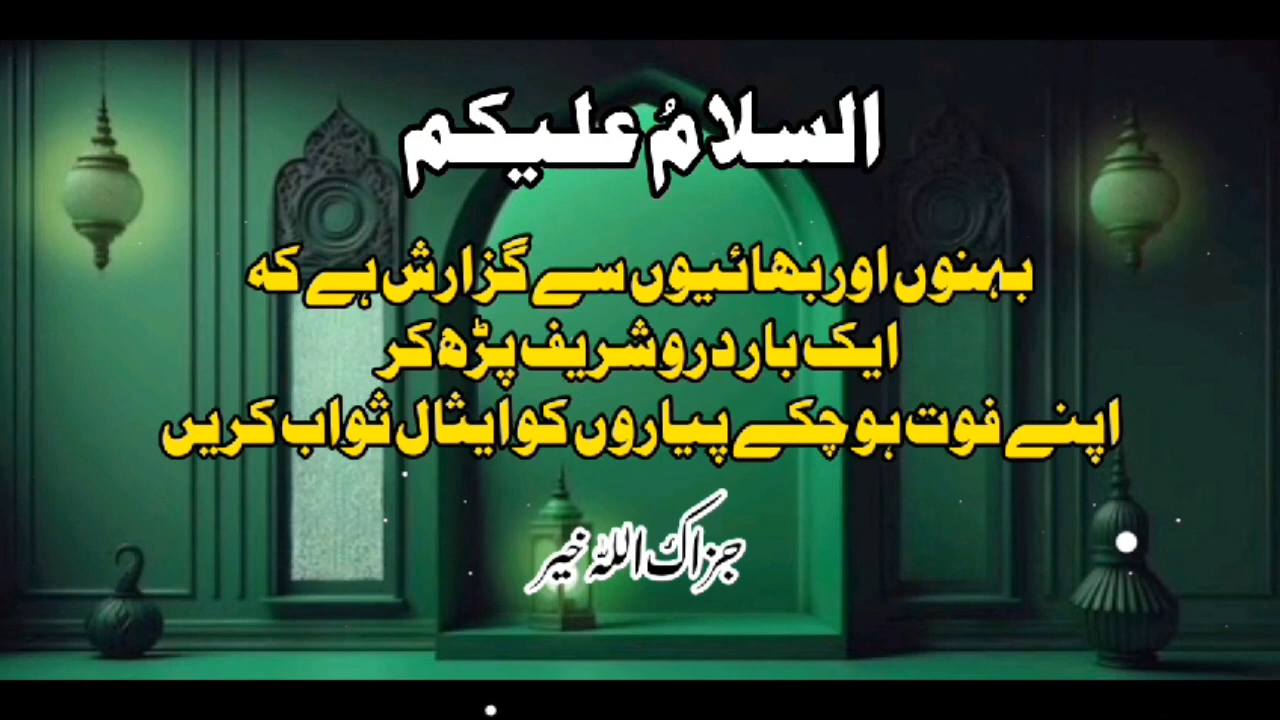 السلامُ علیکم
بہنوں اور بھائیوں سے گزارش ہے کہ
ایک بار درو شریف پڑھ کر
اپنے فوت ہو چکے پیاروں کو ایثال ثواب کریں
جزاک اللہ خیر